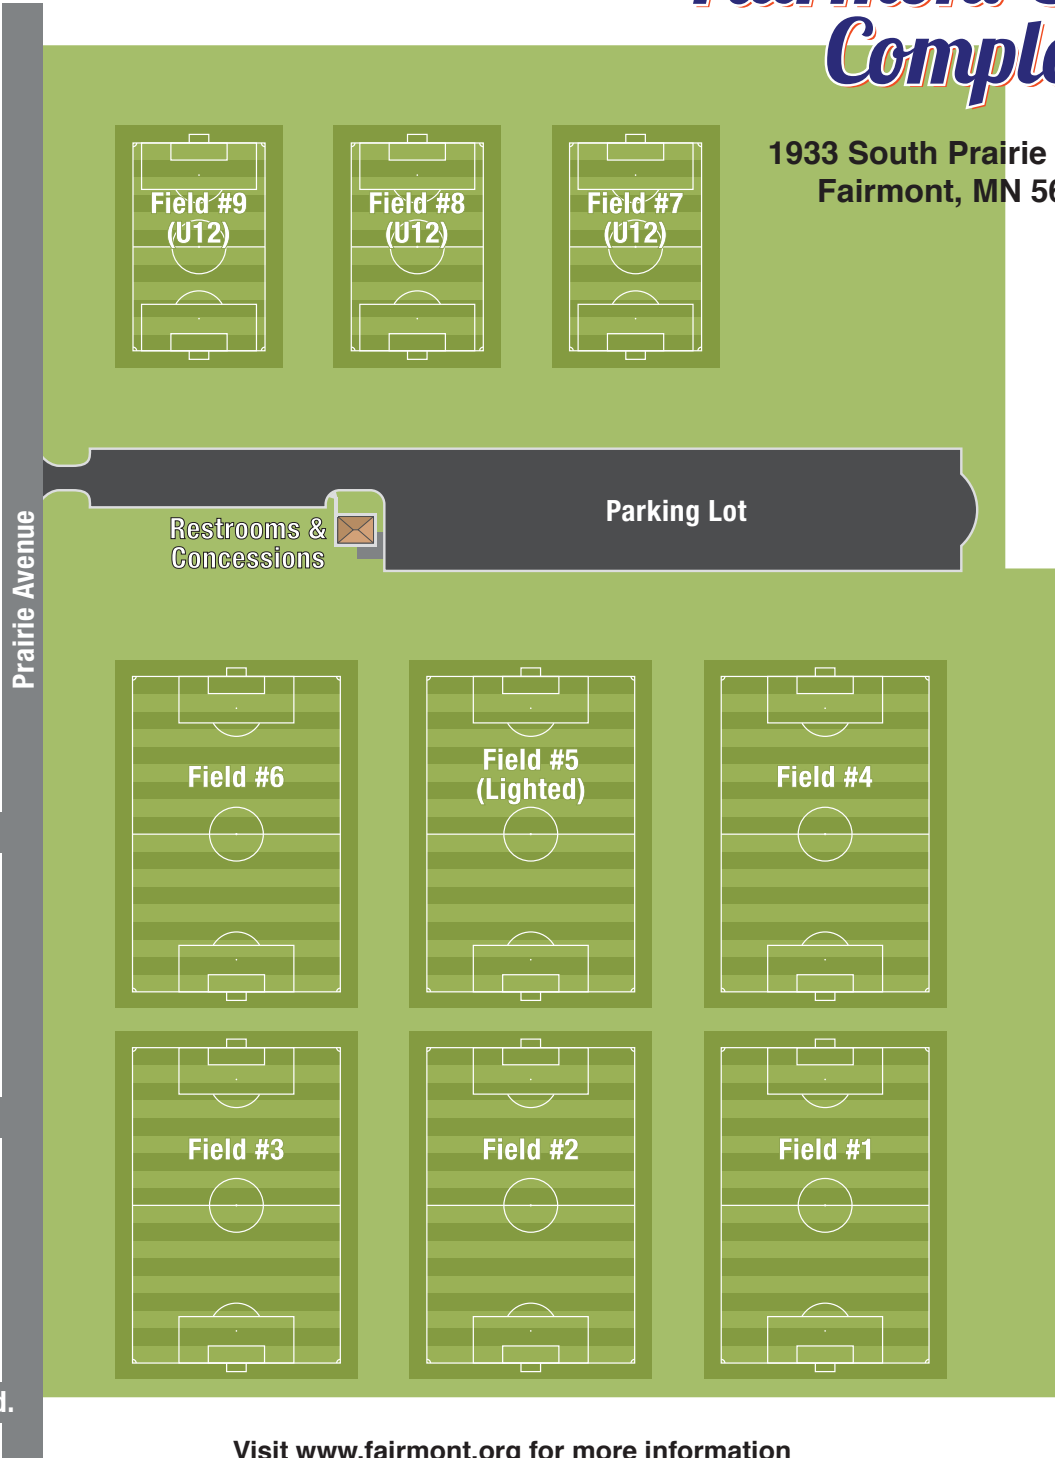 Comple
1933 South Prairie
Fairmont, MN 56
Field #9
(U12)
Field #8
(U12)
Field #7
(U12)
Parking Lot
Restrooms &
Concessions
Prairie Avenue
Field #6
Field #5
(Lighted)
Field #4
Field #3
Field #2
Field #1
d.
Visit www.fairmont.org for more information